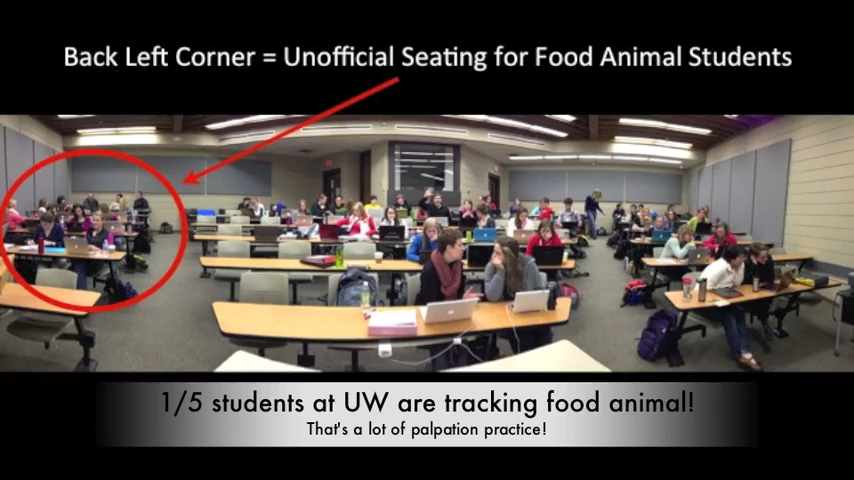 Back Left Corner = Unofficial Seating for Food Animal Students
1/5 students at UW are tracking food animal!
That's a lot of palpation practice!